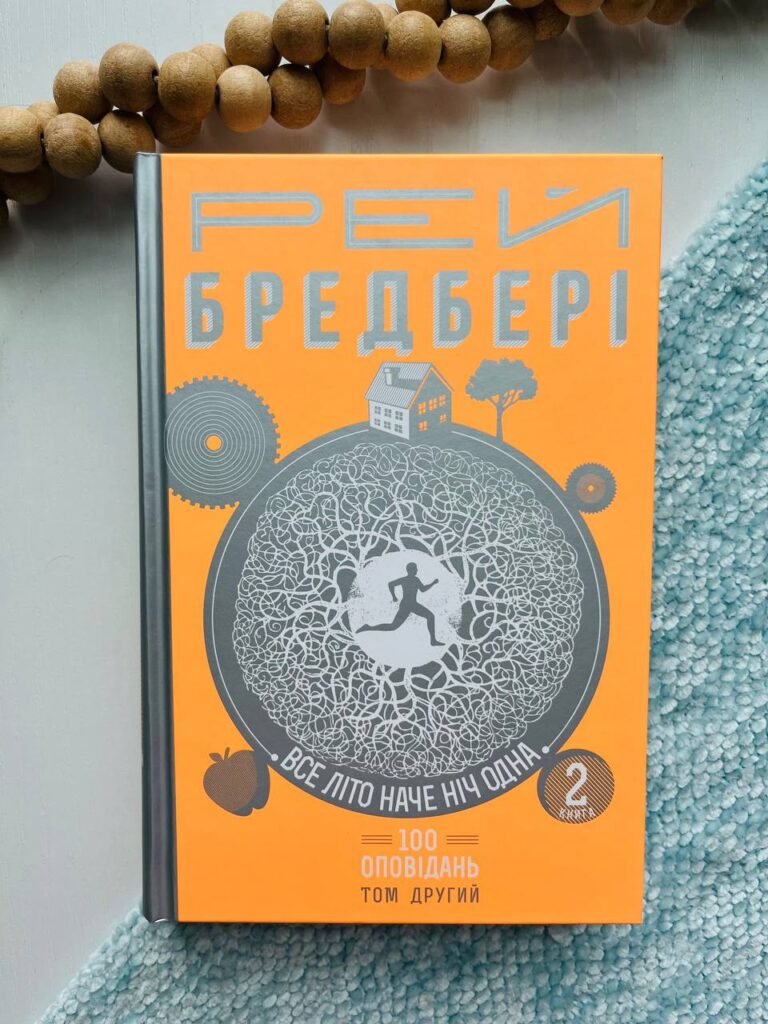 РЕЙ
БРЕДБЕРІ
ВСЕ ЛІТО НАЧЕ НІЧ ОДНА
2
КНИГА
100
ОПОВІДАНЬ
ТОМ ДРУГИЙ